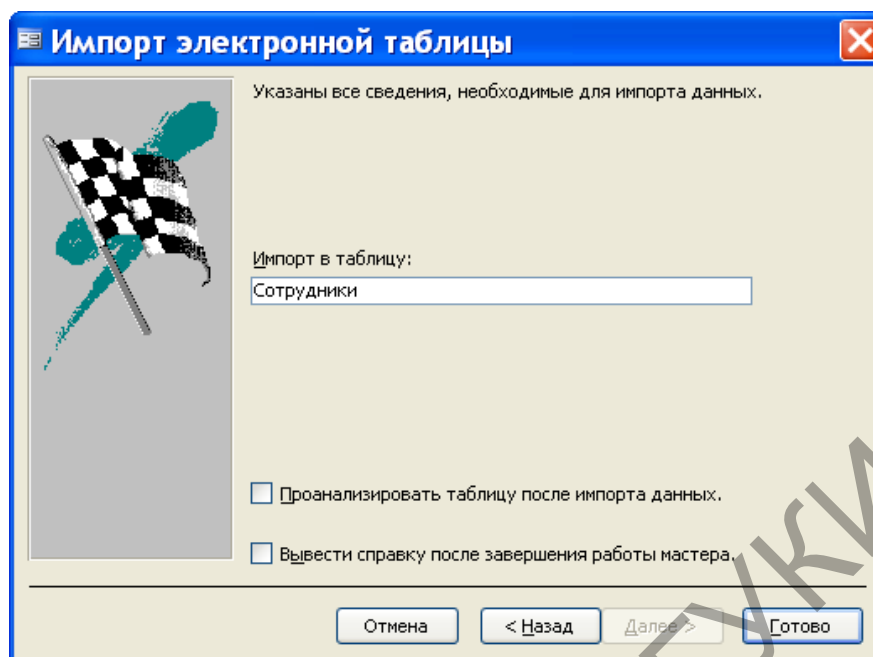 Импорт электронной таблицы
Указаны все сведения, необходимые для импорта данных.
Импорт в таблицу:
Сотрудники
Проанализировать таблицу после импорта данных.
Вывести справку после завершения работы мастера.
Отмена
< Назад
Далее >
Готово
ГУКИ